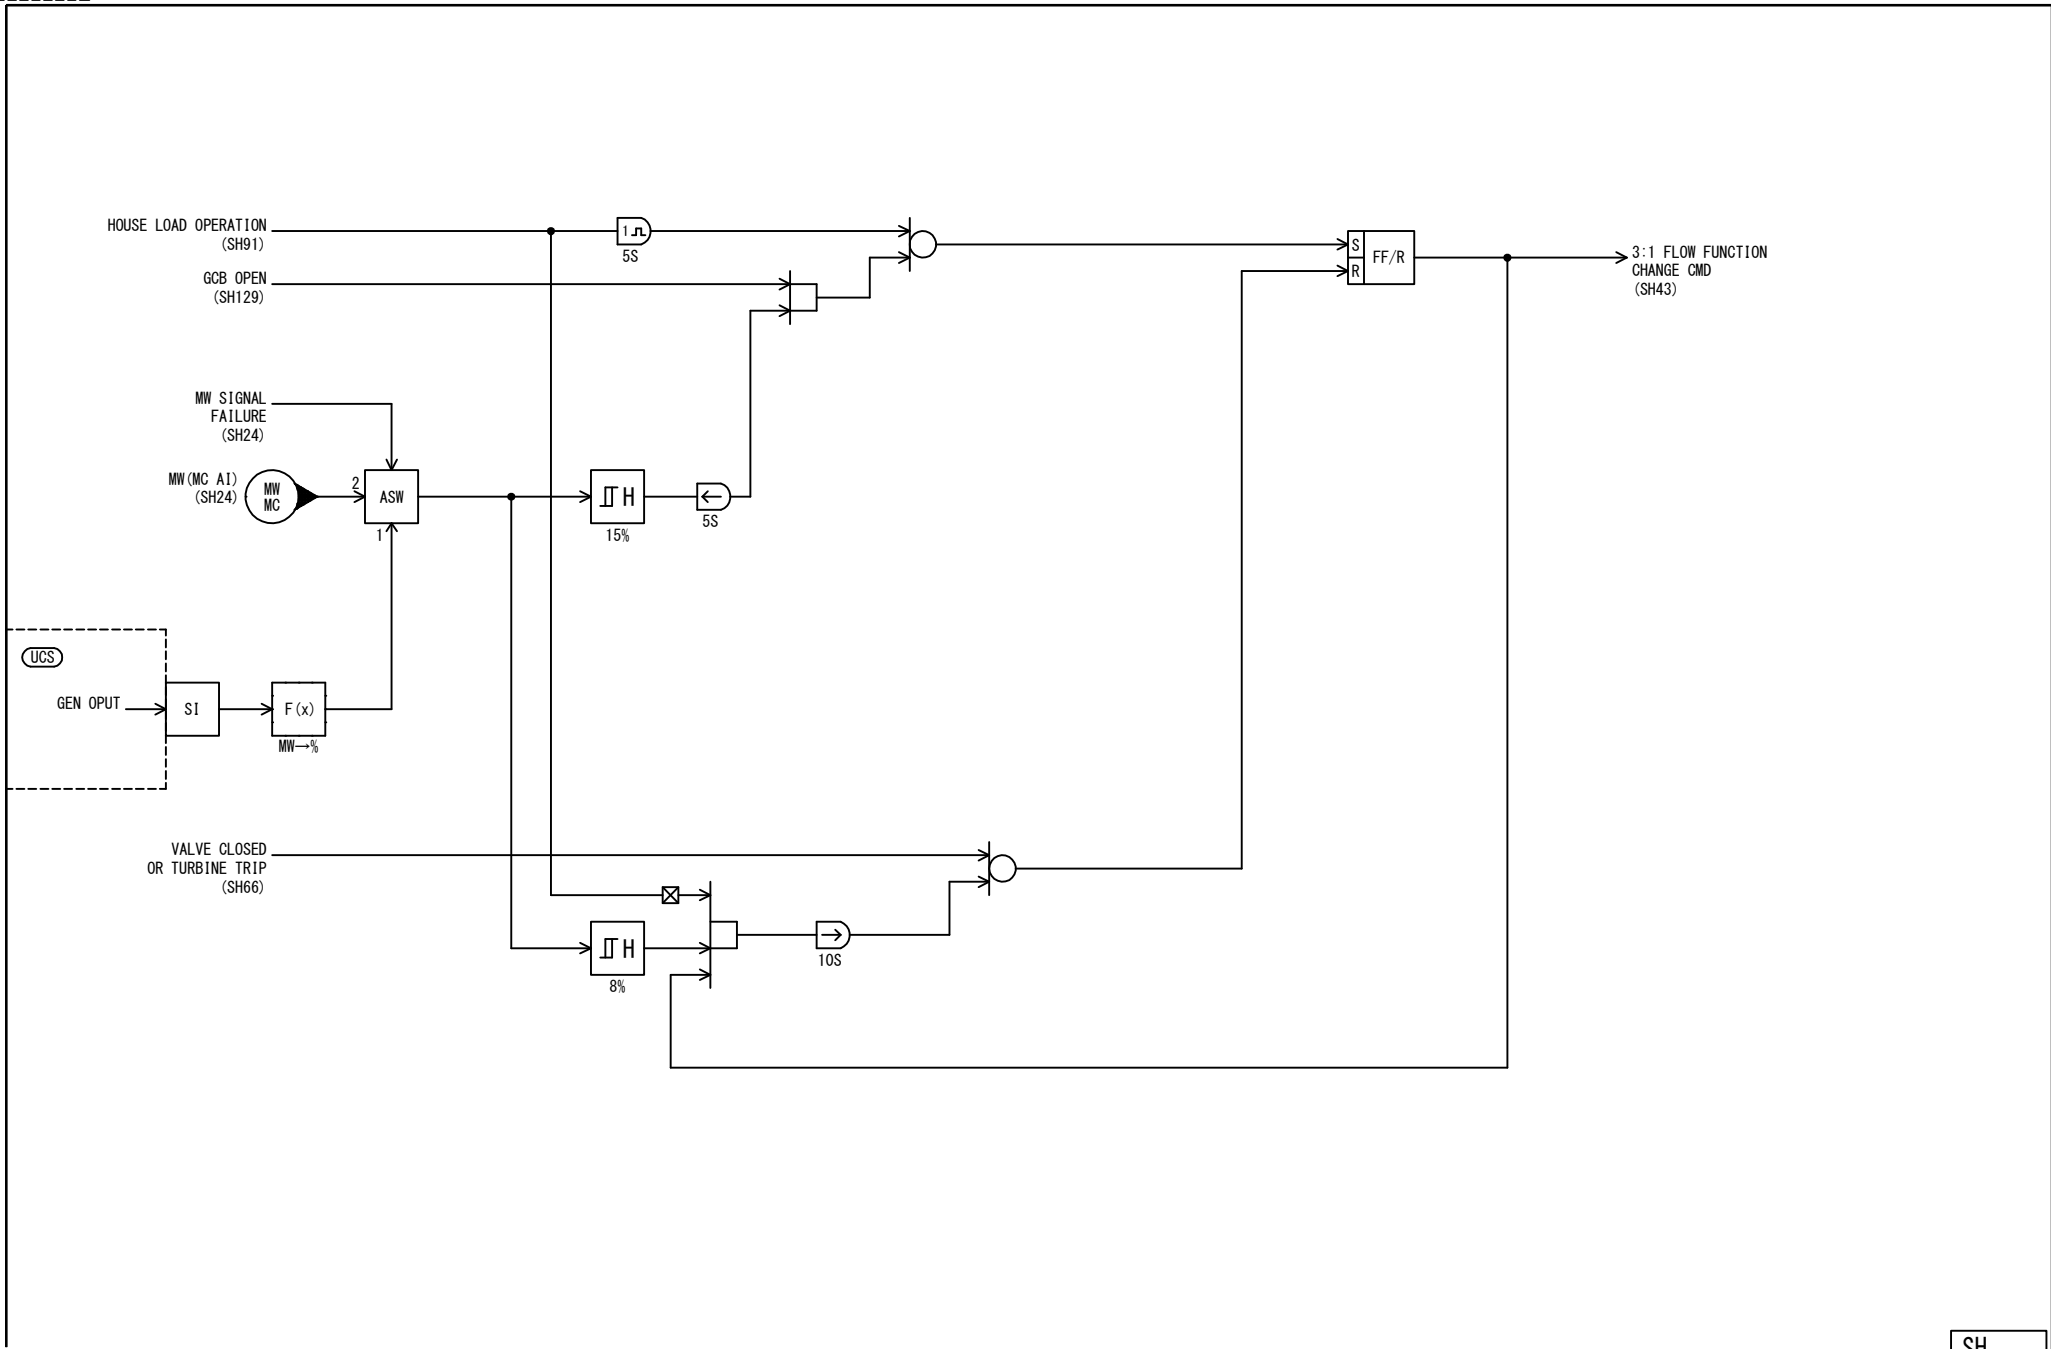 HOUSE LOAD OPERATION
(SH91)
1
5S
GCB OPEN
(SH129)
S
R
FF/R
3:1 FLOW FUNCTION
CHANGE CMD
(SH43)
MW SIGNAL
FAILURE
(SH24)
MW(MC AI)
(SH24)
MW
MC
2
ASW
1
H
15%
5S
UCS
GEN OPUT
SI
F(x)
MW→%
VALVE CLOSED
OR TURBINE TRIP
(SH66)
H
8%
10S
SH